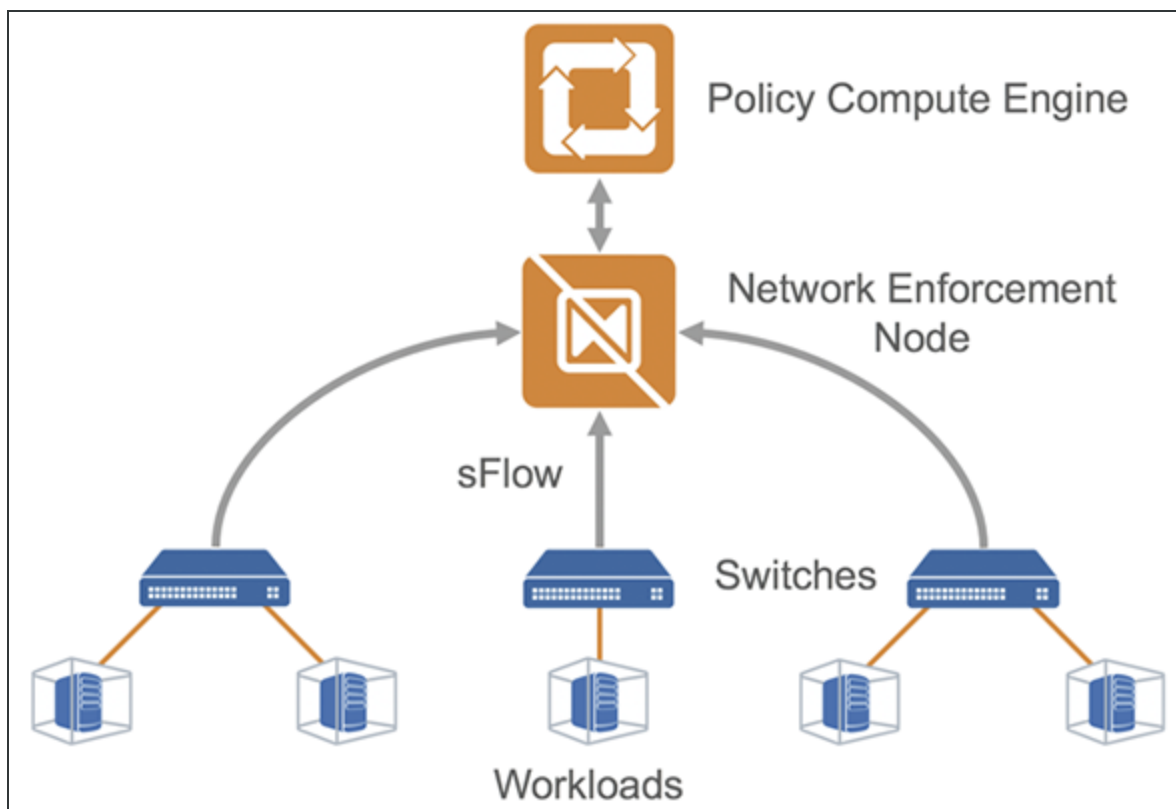 Policy Compute Engine
Network Enforcement
Node
sFlow
Switches
Workloads